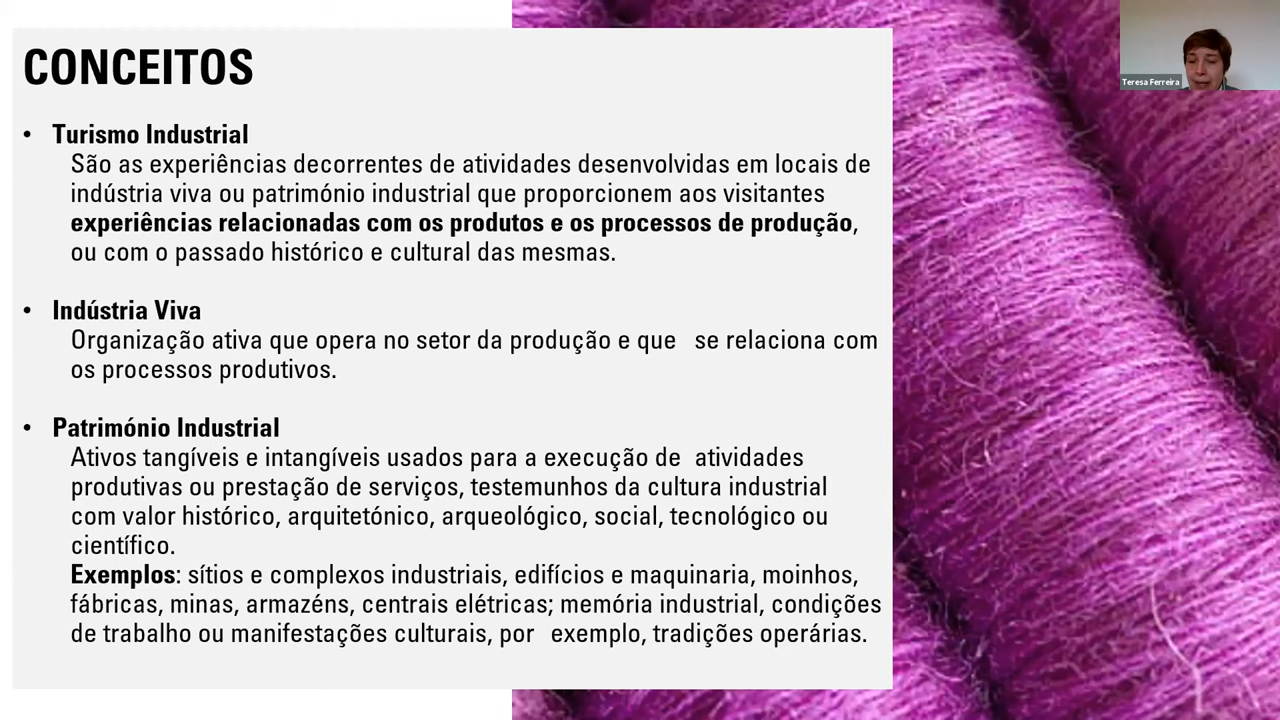 CONCEITOS
• Turismo Industrial
São as experiências decorrentes de atividades desenvolvidas em locais de
indústria viva ou património industrial que proporcionem aos visitantes
experiências relacionadas com os produtos e os processos de produção,
ou com o passado histórico e cultural das mesmas.
• Indústria Viva
Organização ativa que opera no setor da produção e que se relaciona com
os processos produtivos.
• Património Industrial
Ativos tangíveis e intangíveis usados para a execução de atividades
produtivas ou prestação de serviços, testemunhos da cultura industrial
com valor histórico, arquitetónico, arqueológico, social, tecnológico ou
científico.
Exemplos: sítios e complexos industriais, edifícios e maquinaria, moinhos,
fábricas, minas, armazéns, centrais elétricas; memória industrial, condições
de trabalho ou manifestações culturais, por exemplo, tradições operárias.
Teresa Ferreira